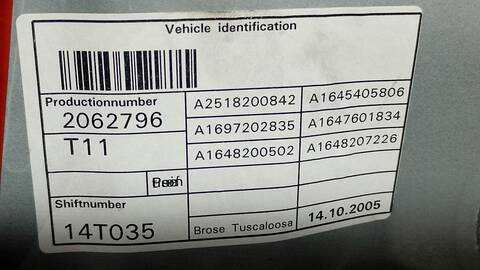 Vehicle identification
Productionnumber
2062796
T11
Shiftnumber
14T035
A2518200842
A1697202835
A1648200502
Brose Tuscaloosa
A1645405806
A1647601834
A1648207226
14.10.2005